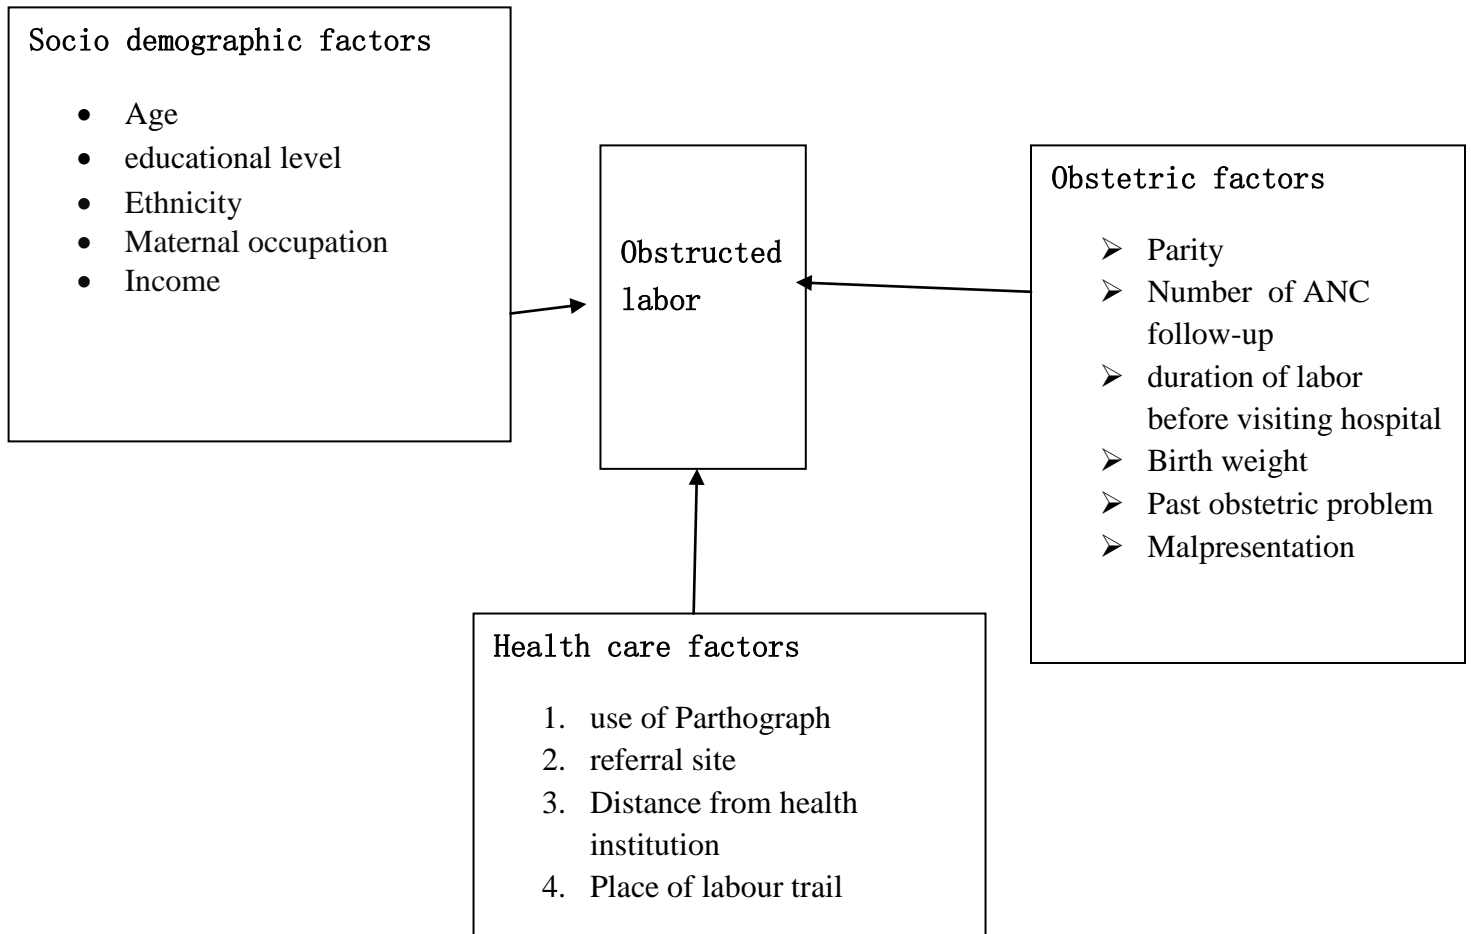 Socio demographic factors
• Age
• educational level
• Ethnicity
• Maternal occupation
• Income
Obstructed
labor
Obstetric factors
➢ Parity
➢ Number of ANC
follow-up
➢ duration of labor
before visiting hospital
➢ Birth weight
➢ Past obstetric problem
➢ Malpresentation
Health care factors
1. use of Parthograph
2. referral site
3. Distance from health
institution
4. Place of labour trail